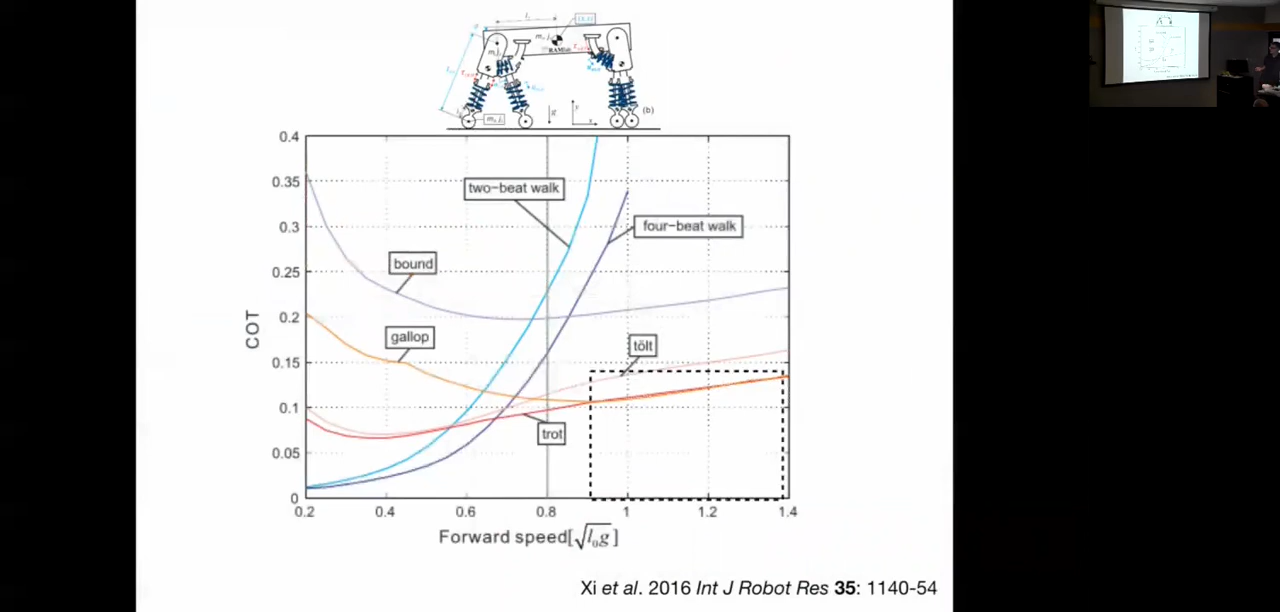 RAMlab
(b)
g
y
x
0.4
0.35
0.3
0.25
0.2
0.15
0.1
0.05
0
COT
two-beat walk
four-beat walk
bound
gallop
tölt
trot
0.2 0.4 0.6 0.8 1 1.2 1.4
Forward speed[√l₀g]
Xi et al. 2016 Int J Robot Res 35: 1140-54